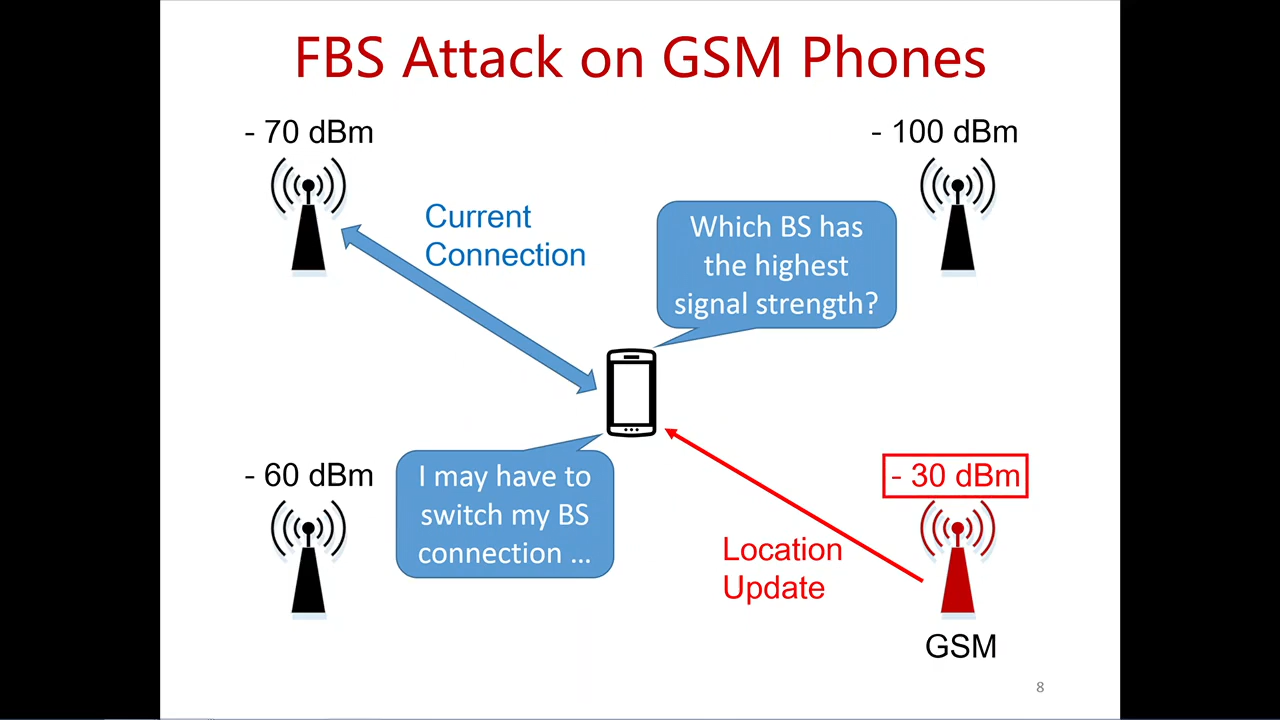 FBS Attack on GSM Phones
- 70 dBm
- 100 dBm
Current
Connection
Which BS has
the highest
signal strength?
- 60 dBm
I may have to
switch my BS
connection ...
- 30 dBm
Location
Update
GSM
8